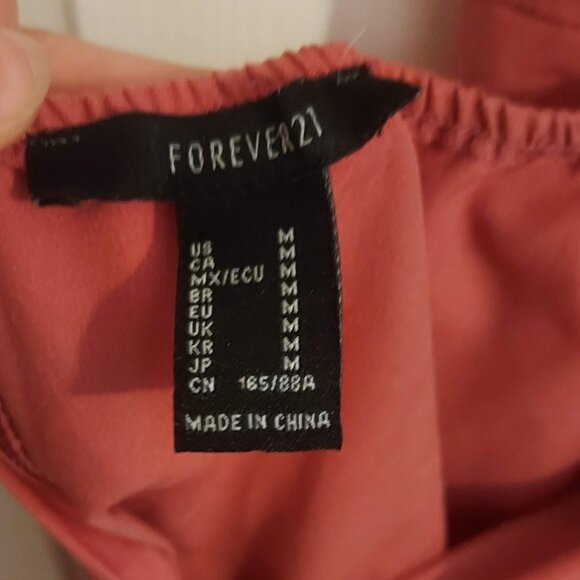 FOREVER21
US M
CA M
MX/ECU M
BR M
EU M
UK M
KR M
JP M
CN 165/88A
MADE IN CHINA